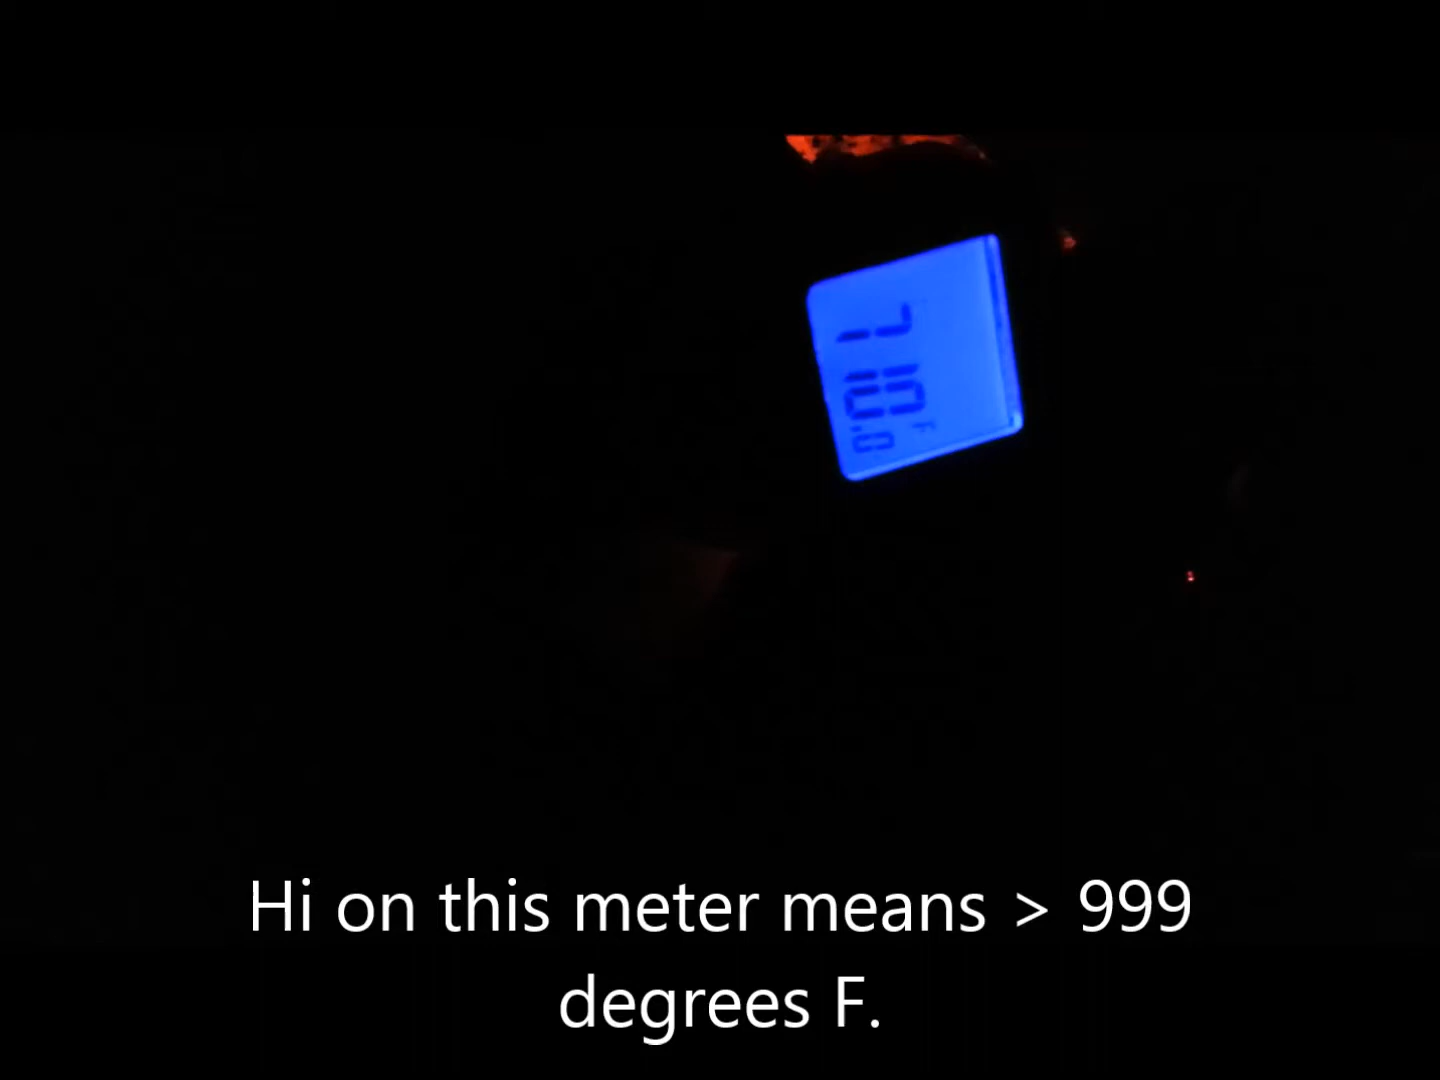 F
Hi on this meter means > 999
degrees F.